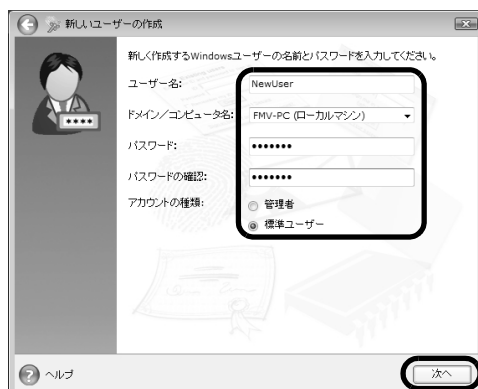 新しいユーザーの作成
新しく作成するWindowsユーザーの名前とパスワードを入力してください。
ユーザー名: NewUser
ドメイン／コンピュータ名: FMV-PC (ローカルマシン)
パスワード: •••••••
パスワードの確認: •••••••
アカウントの種類: 管理者
標準ユーザー
****
ヘルプ
次へ